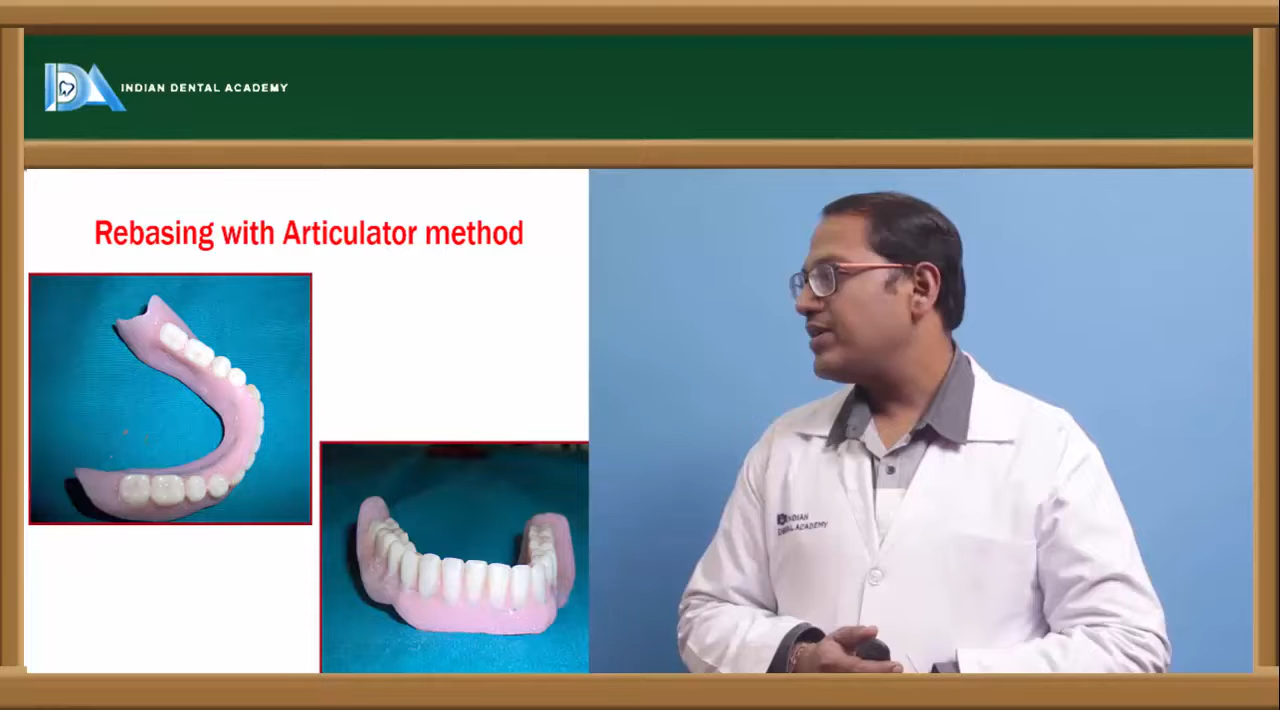 INDIAN DENTAL ACADEMY
Rebasing with Articulator method
INDIAN
DENTAL ACADEMY